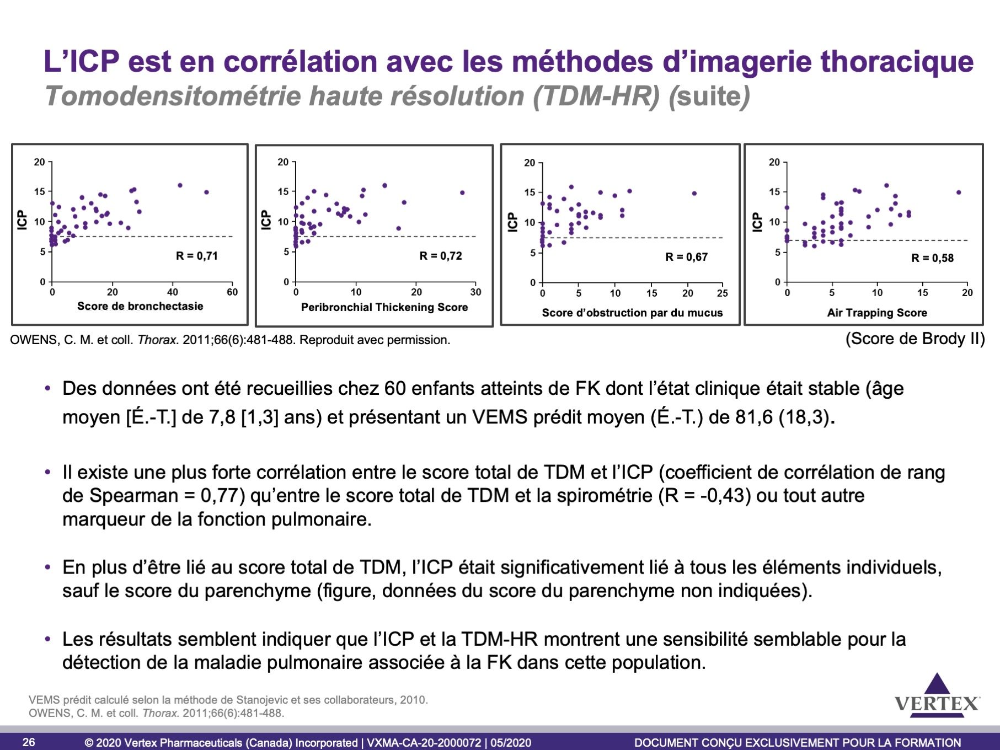 L’ICP est en corrélation avec les méthodes d’imagerie thoracique
Tomodensitométrie haute résolution (TDM-HR) (suite)
20
15
10
5
0
ICP
R = 0,71
0 20 40 60
Score de bronchectasie
20
15
10
5
0
ICP
R = 0,72
0 10 20 30
Peribronchial Thickening Score
20
15
10
5
0
ICP
R = 0,67
0 5 10 15 20 25
Score d’obstruction par du mucus
20
15
10
5
0
ICP
R = 0,58
0 5 10 15 20
Air Trapping Score
OWENS, C. M. et coll. Thorax. 2011;66(6):481-488. Reproduit avec permission.
(Score de Brody II)
• Des données ont été recueillies chez 60 enfants atteints de FK dont l’état clinique était stable (âge
moyen [É.-T.] de 7,8 [1,3] ans) et présentant un VEMS prédit moyen (É.-T.) de 81,6 (18,3).
• Il existe une plus forte corrélation entre le score total de TDM et l’ICP (coefficient de corrélation de rang
de Spearman = 0,77) qu’entre le score total de TDM et la spirométrie (R = -0,43) ou tout autre
marqueur de la fonction pulmonaire.
• En plus d’être lié au score total de TDM, l’ICP était significativement lié à tous les éléments individuels,
sauf le score du parenchyme (figure, données du score du parenchyme non indiquées).
• Les résultats semblent indiquer que l’ICP et la TDM-HR montrent une sensibilité semblable pour la
détection de la maladie pulmonaire associée à la FK dans cette population.
VEMS prédit calculé selon la méthode de Stanojevic et ses collaborateurs, 2010.
OWENS, C. M. et coll. Thorax. 2011;66(6):481-488.
VERTEX
26
© 2020 Vertex Pharmaceuticals (Canada) Incorporated | VXMA-CA-20-2000072 | 05/2020
DOCUMENT CONÇU EXCLUSIVEMENT POUR LA FORMATION